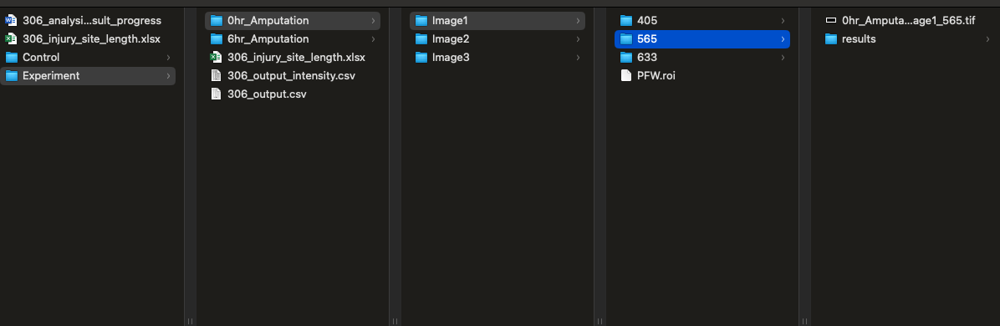 306_analysi...sult_progress
306_injury_site_length.xlsx
Control
Experiment
0hr_Amputation
6hr_Amputation
306_injury_site_length.xlsx
306_output_intensity.csv
306_output.csv
Image1
Image2
Image3
405
565
633
PFW.roi
0hr_Amputa...age1_565.tif
results